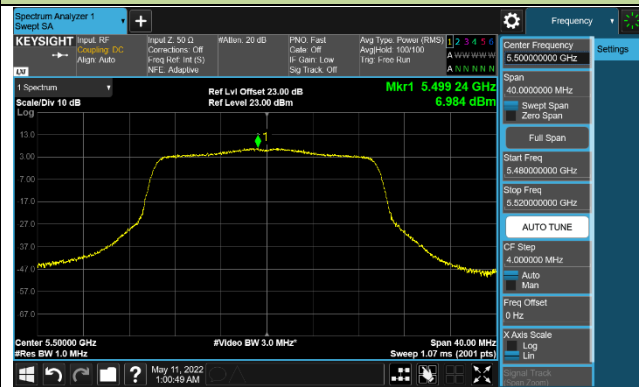 Spectrum Analyzer 1
Swept SA
+
Frequency
KEYSIGHT
Input: RF
Coupling: DC
Align: Auto
Input Z: 50 Ω
Corrections: Off
Freq Ref: Int (S)
NFE: Adaptive
#Atten: 20 dB
PNO: Fast
Gate: Off
IF Gain: Low
Sig Track: Off
Avg Type: Power (RMS)
Avg|Hold: 100/100
Trig: Free Run
1 2 3 4 5 6
A W W W W W
A N N N N N
LXI
1 Spectrum
Scale/Div 10 dB
Log
Ref Lvl Offset 23.00 dB
Ref Level 23.00 dBm
Mkr1 5.499 24 GHz
6.984 dBm
1
13.0
3.00
-7.00
-17.0
-27.0
-37.0
-47.0
-57.0
-67.0
Center 5.50000 GHz
#Res BW 1.0 MHz
#Video BW 3.0 MHz*
Span 40.00 MHz
Sweep 1.07 ms (2001 pts)
May 11, 2022
1:00:49 AM
?
Center Frequency
5.500000000 GHz
Settings
Span
40.0000000 MHz
Swept Span
Zero Span
Full Span
Start Freq
5.480000000 GHz
Stop Freq
5.520000000 GHz
AUTO TUNE
CF Step
4.000000 MHz
Auto
Man
Freq Offset
0 Hz
X Axis Scale
Log
Lin
Signal Track
(Span Zoom)